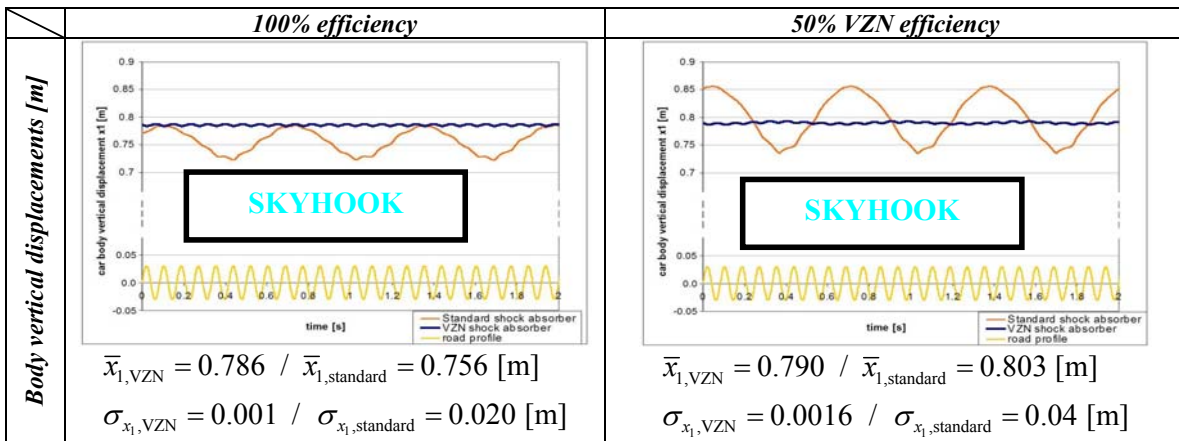 100% efficiency
50% VZN efficiency
Body vertical displacements [m]
car body vertical displacement x1 [m]
0.9
0.85
0.8
0.75
0.7
SKYHOOK
0.05
0.0
-0.05
0 0.2 0.4 0.6 0.8 1 1.2 1.4 1.6 1.8 2
time [s]
Standard shock absorber
VZN shock absorber
road profile
x̄1,VZN = 0.786 / x̄1,standard = 0.756 [m]
σx1,VZN = 0.001 / σx1,standard = 0.020 [m]
car body vertical displacement x1 [m]
0.9
0.85
0.8
0.75
0.7
SKYHOOK
0.05
0.0
-0.05
0 0.2 0.4 0.6 0.8 1 1.2 1.4 1.6 1.8 2
time [s]
Standard shock absorber
VZN shock absorber
road profile
x̄1,VZN = 0.790 / x̄1,standard = 0.803 [m]
σx1,VZN = 0.0016 / σx1,standard = 0.04 [m]